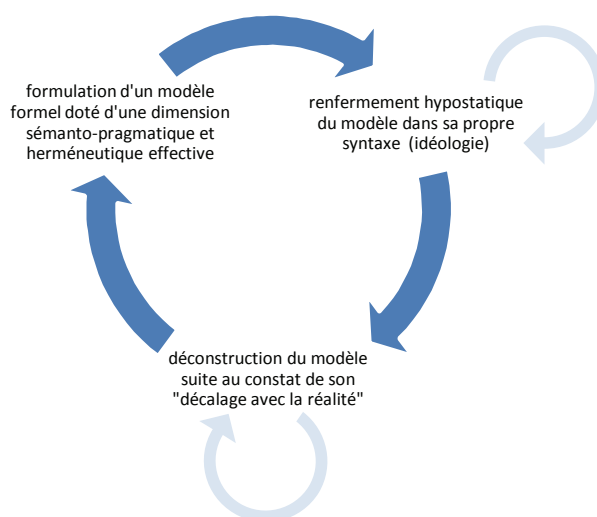 formulation d'un modèle
formel doté d'une dimension
sémanto-pragmatique et
herméneutique effective
renfermement hypostatique
du modèle dans sa propre
syntaxe (idéologie)
déconstruction du modèle
suite au constat de son
"décalage avec la réalité"